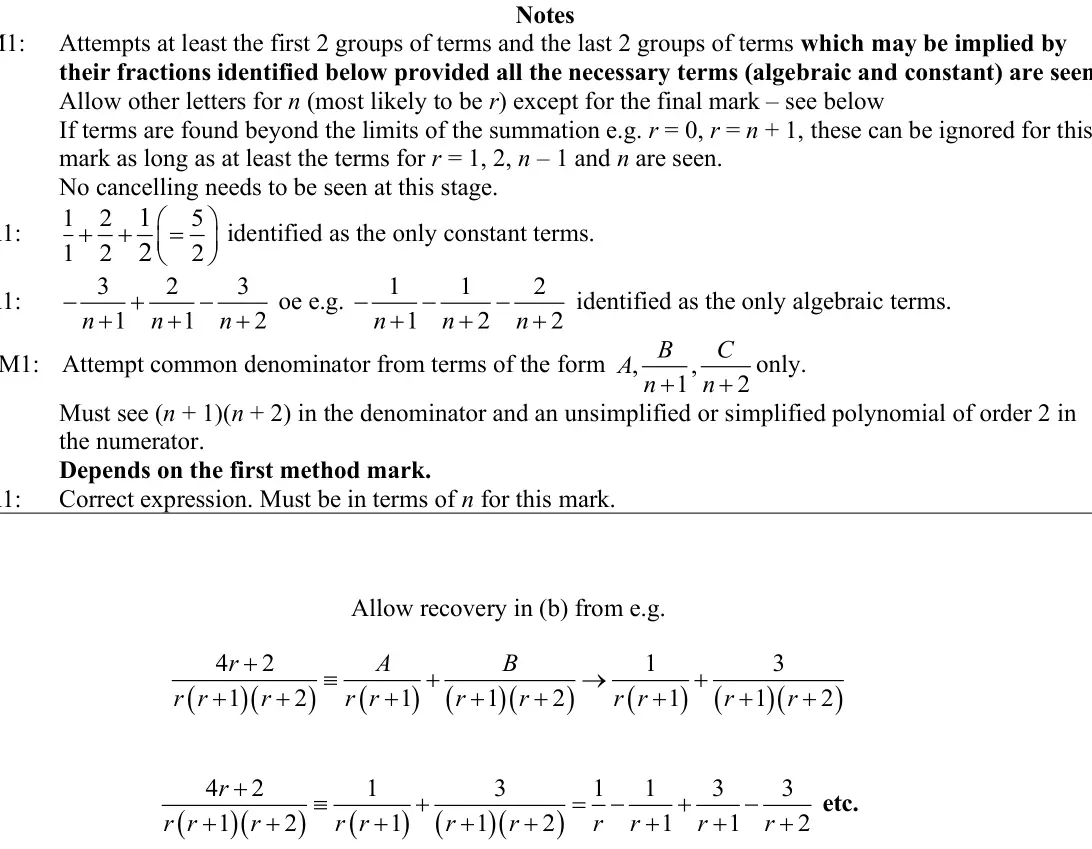 Notes
M1: Attempts at least the first 2 groups of terms and the last 2 groups of terms which may be implied by
their fractions identified below provided all the necessary terms (algebraic and constant) are seen
Allow other letters for n (most likely to be r) except for the final mark – see below
If terms are found beyond the limits of the summation e.g. r = 0, r = n + 1, these can be ignored for this
mark as long as at least the terms for r = 1, 2, n – 1 and n are seen.
No cancelling needs to be seen at this stage.
1: 1/1 + 2/2 + 1/2 (= 5/2) identified as the only constant terms.
1: −3/(n+1) + 2/(n+1) − 3/(n+2) oe e.g. −1/(n+1) − 1/(n+2) − 2/(n+2) identified as the only algebraic terms.
M1: Attempt common denominator from terms of the form A, B/(n+1), C/(n+2) only.
Must see (n + 1)(n + 2) in the denominator and an unsimplified or simplified polynomial of order 2 in
the numerator.
Depends on the first method mark.
1: Correct expression. Must be in terms of n for this mark.
Allow recovery in (b) from e.g.
(4r+2)/(r(r+1)(r+2)) ≡ A/(r(r+1)) + B/((r+1)(r+2)) → 1/(r(r+1)) + 3/((r+1)(r+2))
(4r+2)/(r(r+1)(r+2)) ≡ 1/(r(r+1)) + 3/((r+1)(r+2)) = 1/r − 1/(r+1) + 3/(r+1) − 3/(r+2) etc.